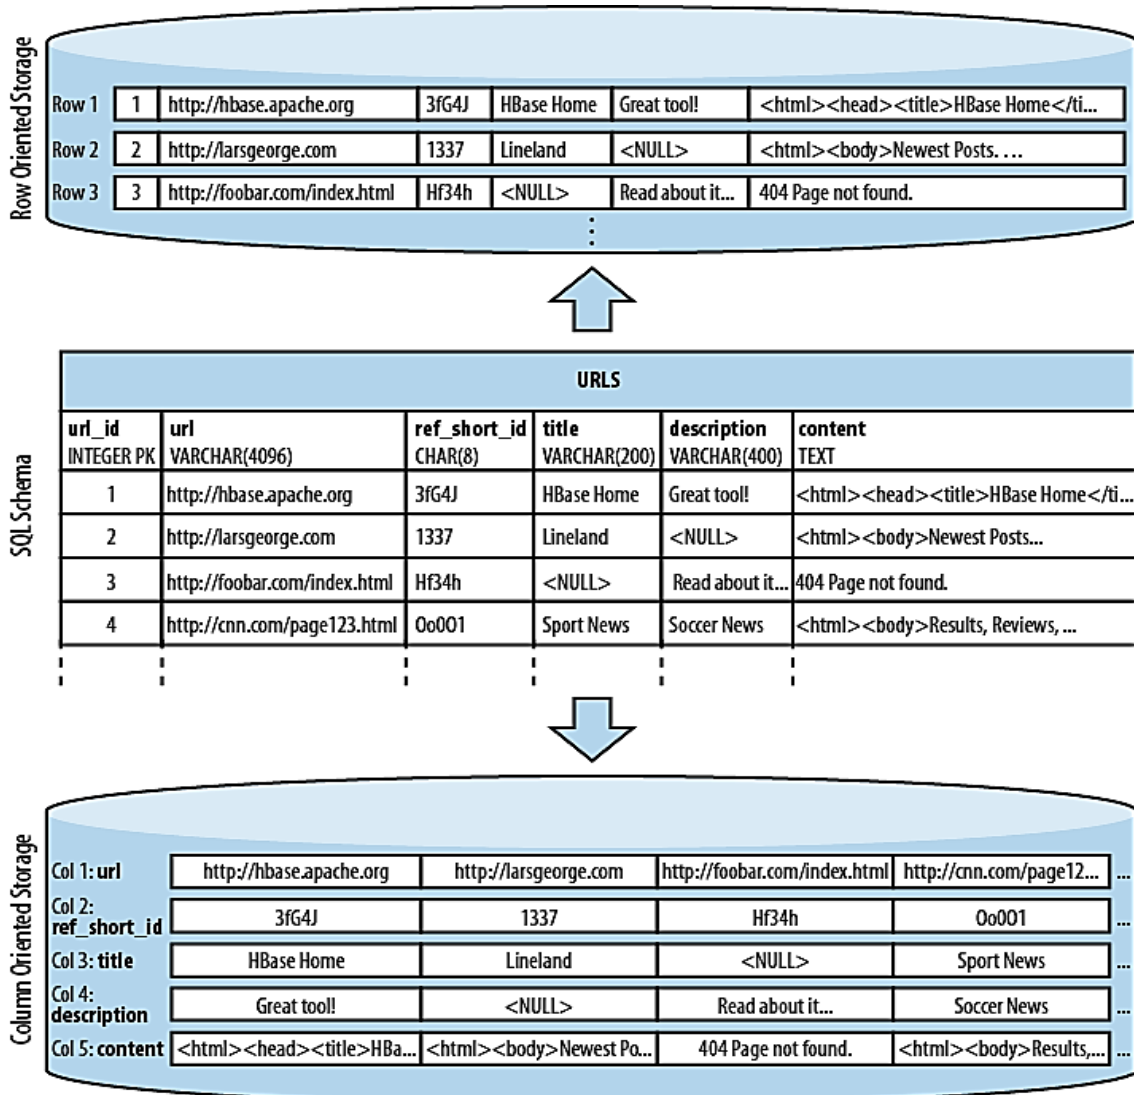 Row Oriented Storage
Row 1 1 http://hbase.apache.org 3fG4J HBase Home Great tool! <html><head><title>HBase Home</ti...
Row 2 2 http://larsgeorge.com 1337 Lineland <NULL> <html><body>Newest Posts. . . .
Row 3 3 http://foobar.com/index.html Hf34h <NULL> Read about it... 404 Page not found.
SQL Schema
URLS
url_id url ref_short_id title description content
INTEGER PK VARCHAR(4096) CHAR(8) VARCHAR(200) VARCHAR(400) TEXT
1 http://hbase.apache.org 3fG4J HBase Home Great tool! <html><head><title>HBase Home</ti...
2 http://larsgeorge.com 1337 Lineland <NULL> <html><body>Newest Posts...
3 http://foobar.com/index.html Hf34h <NULL> Read about it... 404 Page not found.
4 http://cnn.com/page123.html Oo0O1 Sport News Soccer News <html><body>Results, Reviews, ...
Column Oriented Storage
Col 1: url http://hbase.apache.org http://larsgeorge.com http://foobar.com/index.html http://cnn.com/page12... ...
Col 2:
ref_short_id 3fG4J 1337 Hf34h Oo0O1 ...
Col 3: title HBase Home Lineland <NULL> Sport News ...
Col 4:
description Great tool! <NULL> Read about it... Soccer News ...
Col 5: content <html><head><title>HBa... <html><body>Newest Po... 404 Page not found. <html><body>Results,... ...